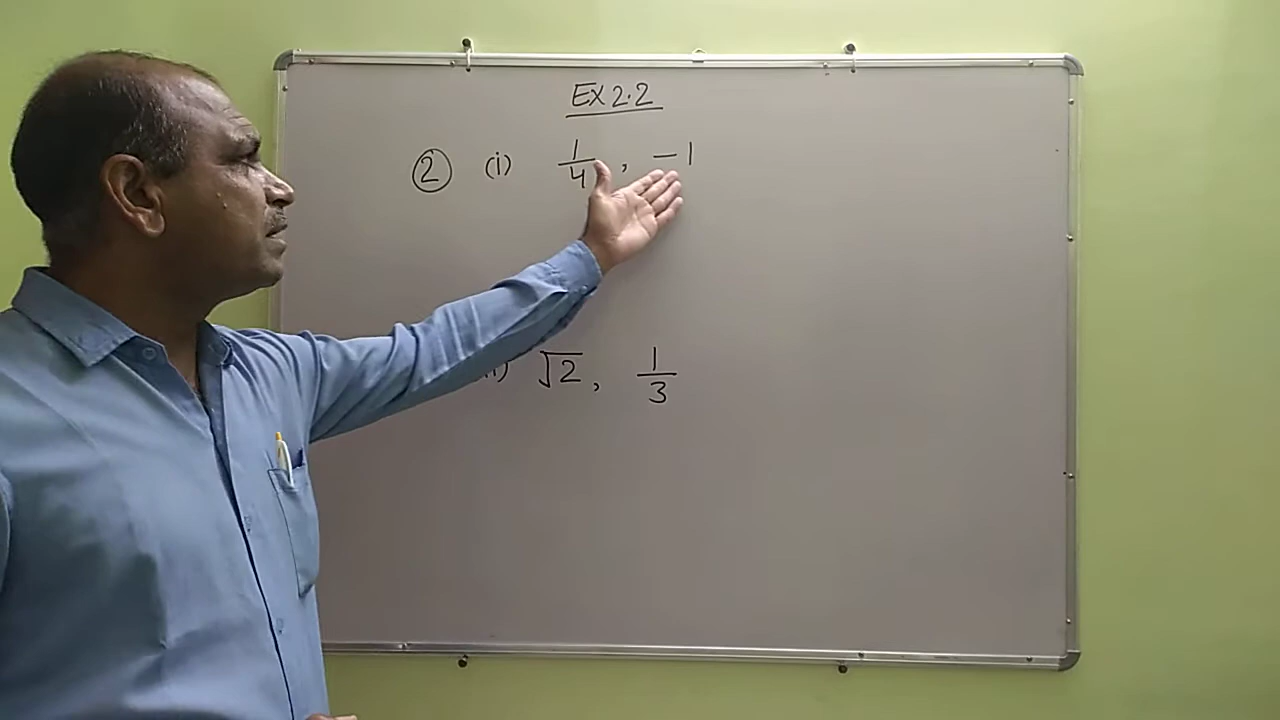 EX 2.2
② (i) 1/4, -1
√2, 1/3